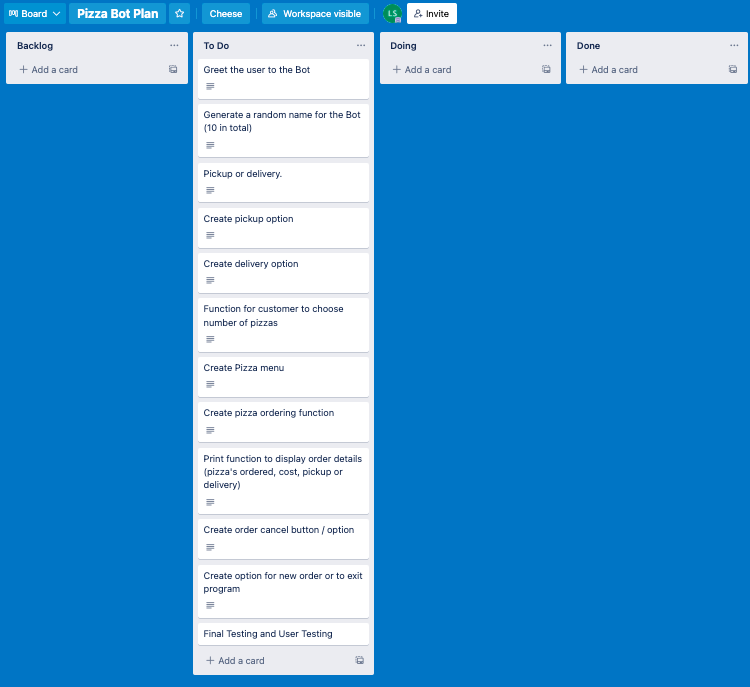 Board
Pizza Bot Plan
Cheese
Workspace visible
LS
Invite
Backlog
Add a card
To Do
Greet the user to the Bot
Generate a random name for the Bot
(10 in total)
Pickup or delivery.
Create pickup option
Create delivery option
Function for customer to choose
number of pizzas
Create Pizza menu
Create pizza ordering function
Print function to display order details
(pizza's ordered, cost, pickup or
delivery)
Create order cancel button / option
Create option for new order or to exit
program
Final Testing and User Testing
Add a card
Doing
Add a card
Done
Add a card